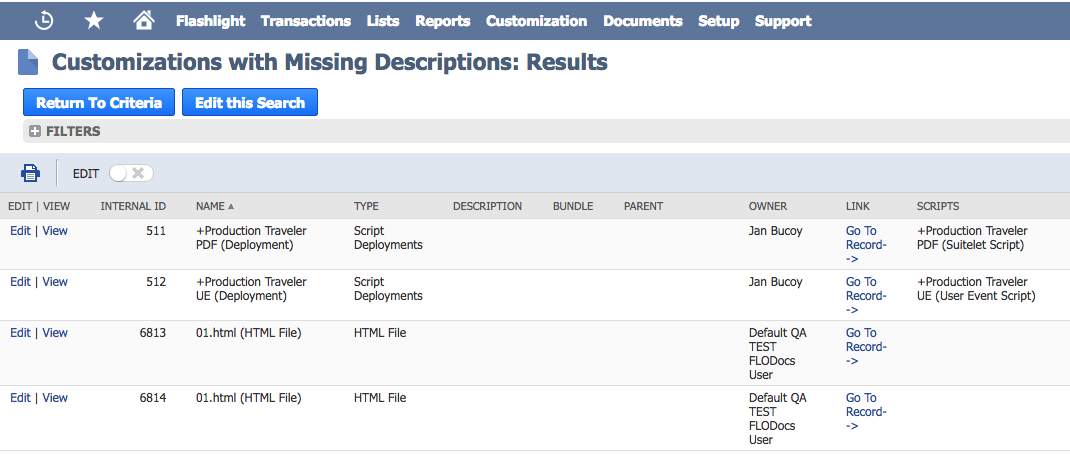 Flashlight Transactions Lists Reports Customization Documents Setup Support
Customizations with Missing Descriptions: Results
Return To Criteria Edit this Search
FILTERS
EDIT
EDIT | VIEW INTERNAL ID NAME ▲ TYPE DESCRIPTION BUNDLE PARENT OWNER LINK SCRIPTS
Edit | View 511 +Production Traveler Script Jan Bucoy Go To +Production Traveler
PDF (Deployment) Deployments Record- PDF (Suitelet Script)
->
Edit | View 512 +Production Traveler Script Jan Bucoy Go To +Production Traveler
UE (Deployment) Deployments Record- UE (User Event Script)
->
Edit | View 6813 01.html (HTML File) HTML File Default QA Go To
TEST Record-
FLODocs ->
User
Edit | View 6814 01.html (HTML File) HTML File Default QA Go To
TEST Record-
FLODocs ->
User